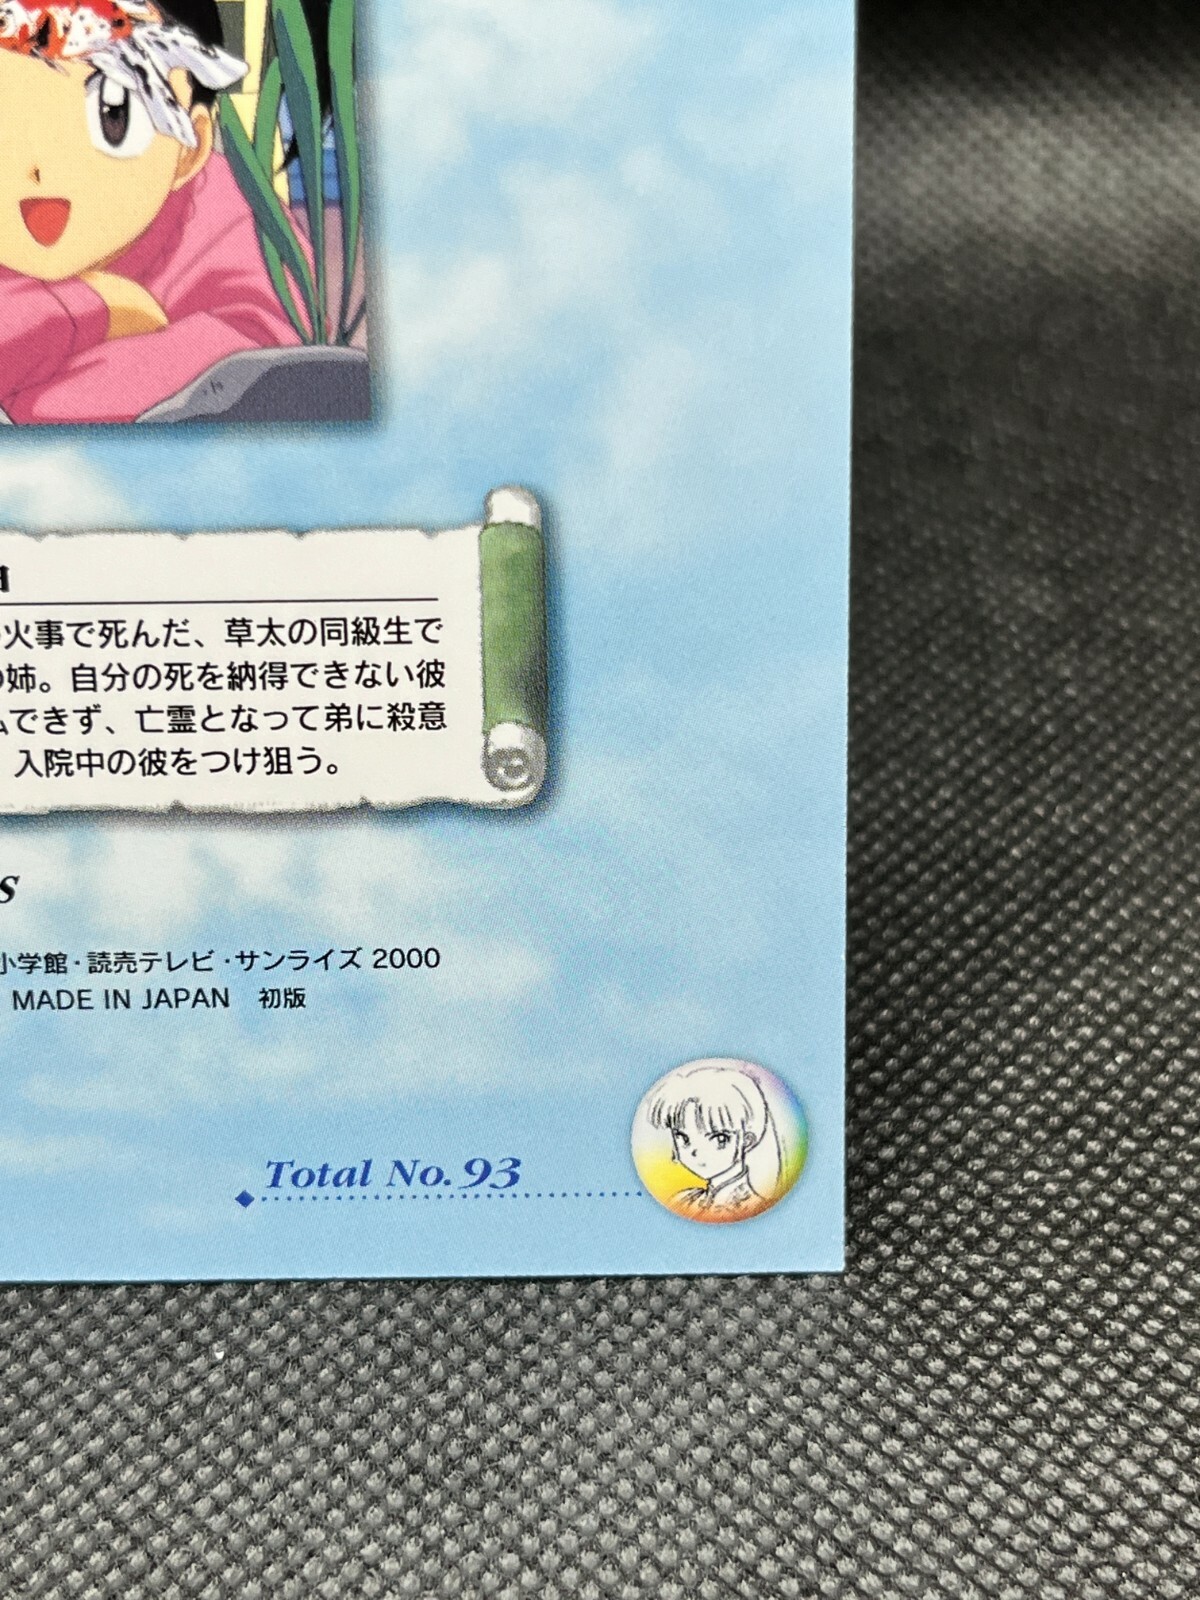 火事で死んだ、草太の同級生で
姉。自分の死を納得できない彼
できず、亡霊となって弟に殺意
入院中の彼をつけ狙う。
s
小学館・読売テレビ・サンライズ 2000
MADE IN JAPAN 初版
Total No. 93